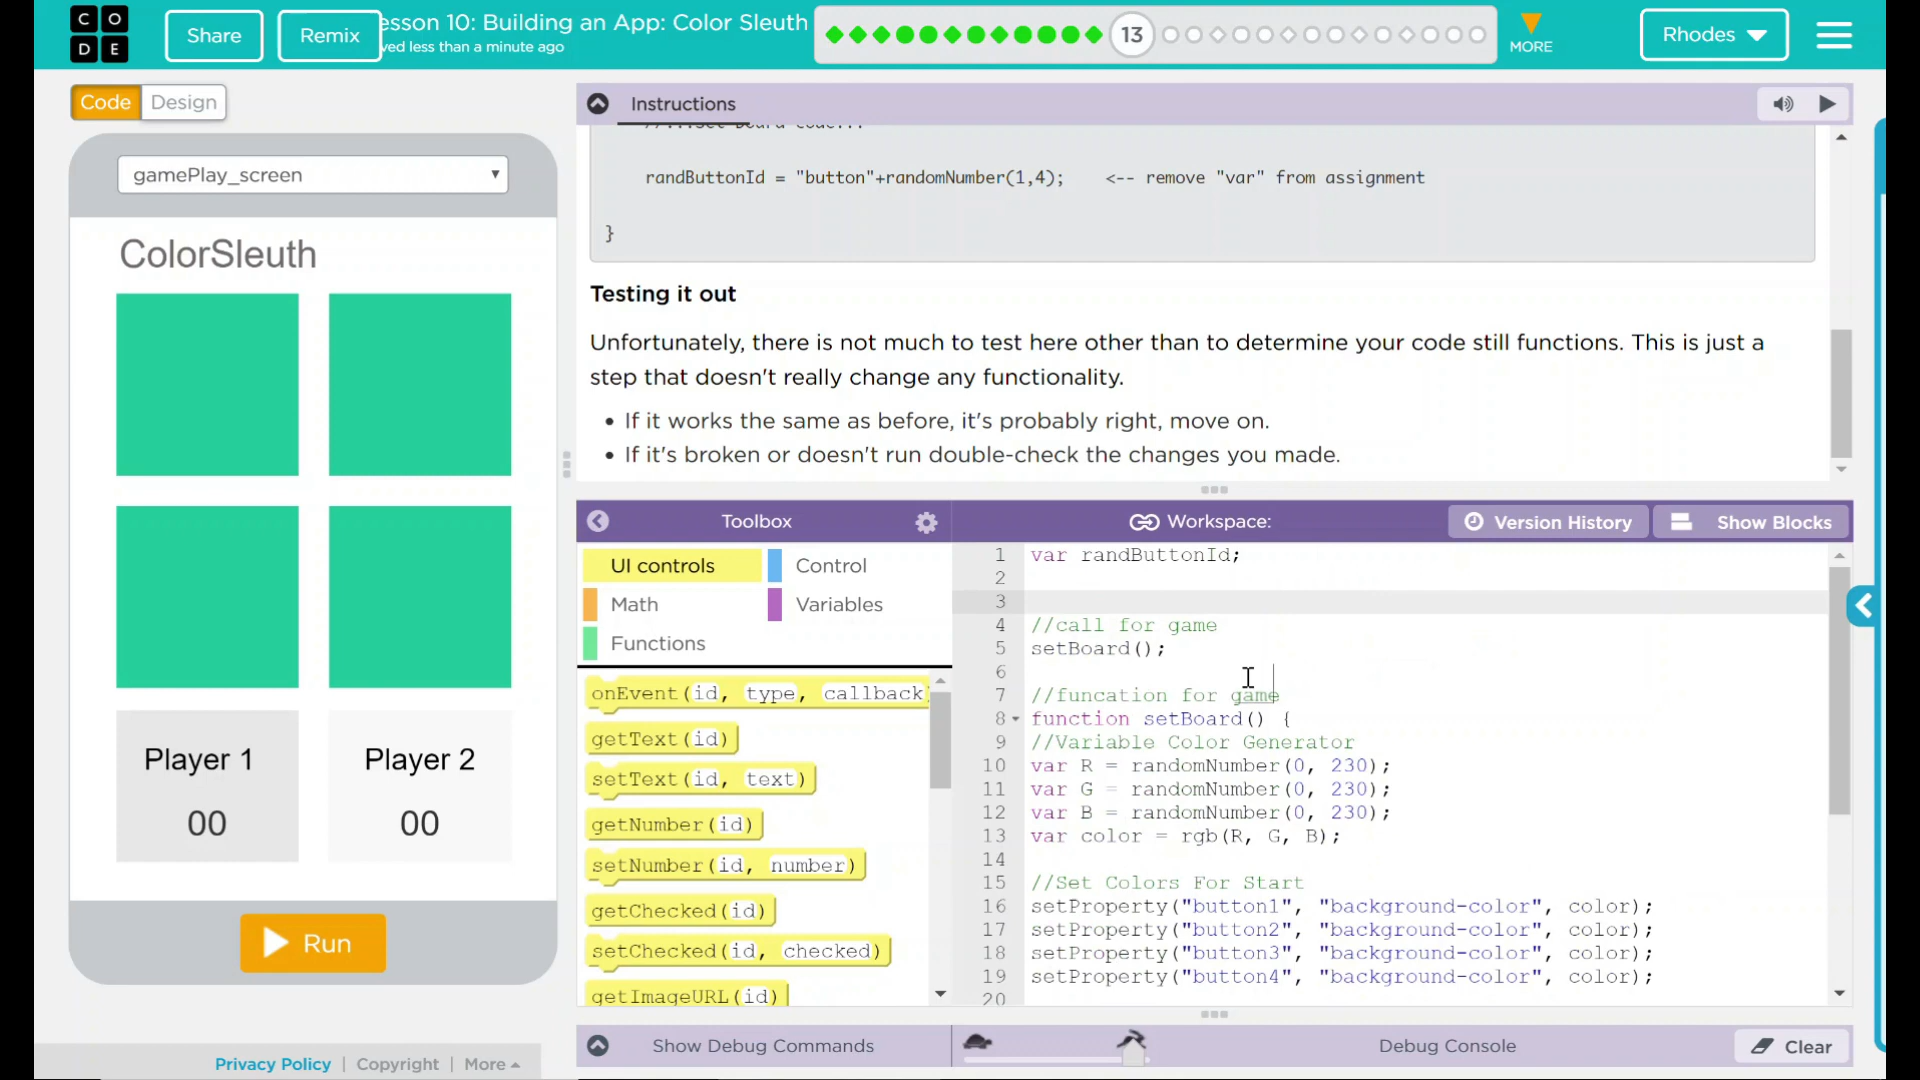 C O D E
Share
Remix
esson 10: Building an App: Color Sleuth
ved less than a minute ago
13
MORE
Rhodes
Code
Design
gamePlay_screen
ColorSleuth
Player 1
00
Player 2
00
Run
Privacy Policy | Copyright | More
Instructions
randButtonId = "button"+randomNumber(1,4);    <-- remove "var" from assignment
}
Testing it out
Unfortunately, there is not much to test here other than to determine your code still functions. This is just a
step that doesn't really change any functionality.
• If it works the same as before, it's probably right, move on.
• If it's broken or doesn't run double-check the changes you made.
Toolbox
UI controls
Control
Math
Variables
Functions
onEvent(id, type, callback)
getText(id)
setText(id, text)
getNumber(id)
setNumber(id, number)
getChecked(id)
setChecked(id, checked)
getImageURL(id)
Workspace:
Version History
Show Blocks
1 var randButtonId;
2
3
4 //call for game
5 setBoard();
6
7 //funcation for game
8 function setBoard() {
9 //Variable Color Generator
10 var R = randomNumber(0, 230);
11 var G = randomNumber(0, 230);
12 var B = randomNumber(0, 230);
13 var color = rgb(R, G, B);
14
15 //Set Colors For Start
16 setProperty("button1", "background-color", color);
17 setProperty("button2", "background-color", color);
18 setProperty("button3", "background-color", color);
19 setProperty("button4", "background-color", color);
20
Show Debug Commands
Debug Console
Clear